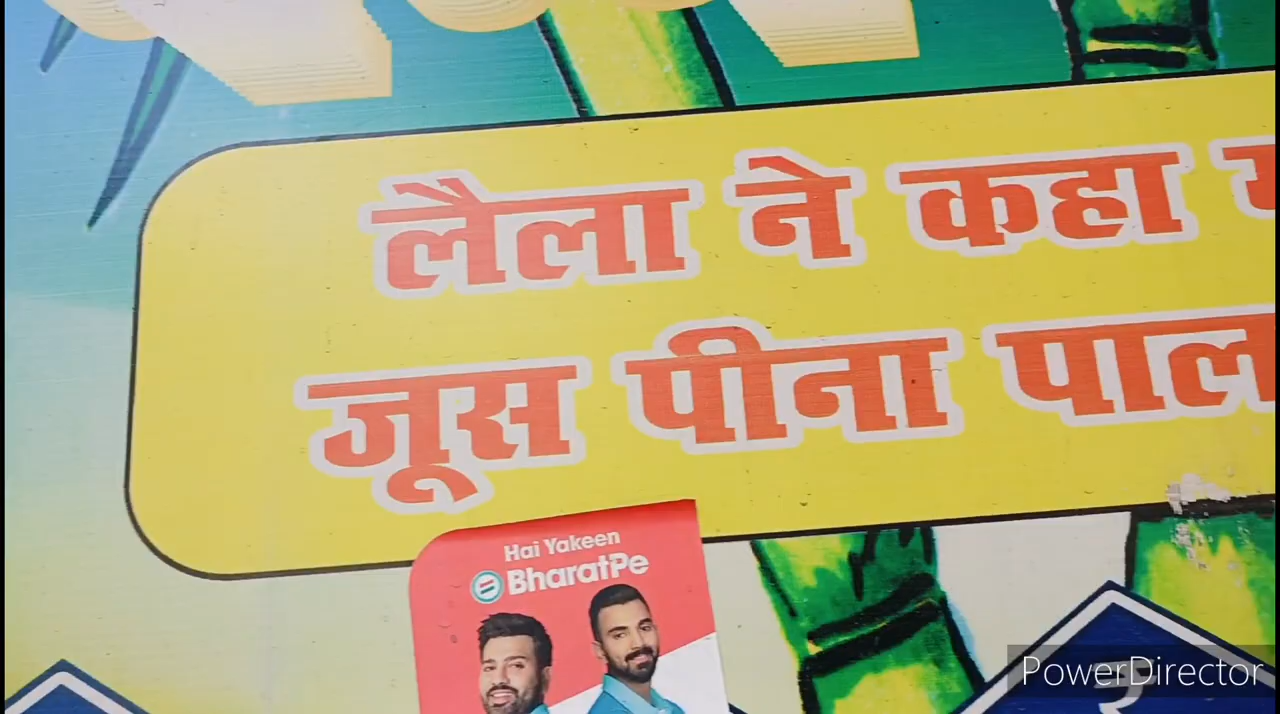 लैला ने कहा
जूस पीना
Hai Yakeen
BharatPe
₹
PowerDirector